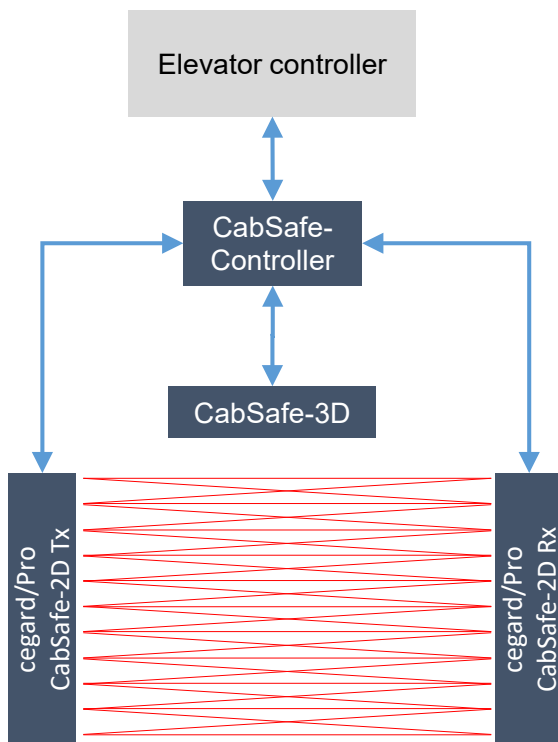 Elevator controller
CabSafe-
Controller
CabSafe-3D
cegard/Pro
CabSafe-2D Tx
cegard/Pro
CabSafe-2D Rx